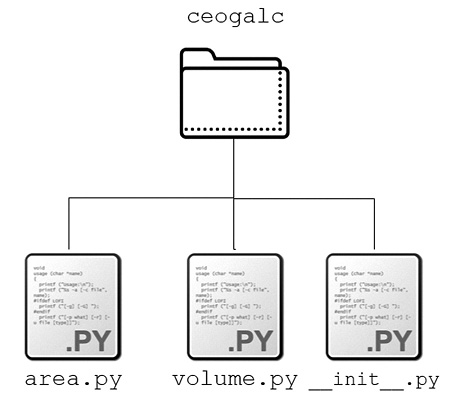 ceogalc
void
usage (char *name)
{
printf ("Usage:\n");
printf ("%s -a [-c file",
name);
#ifdef LOFI
printf ("[-g] [-G] ");
#endif
printf ("[-p what] [-r] [-
u file [type]]");
.PY
area.py
void
usage (char *name)
{
printf ("Usage:\n");
printf ("%s -a [-c file",
name);
#ifdef LOFI
printf ("[-g] [-G] ");
#endif
printf ("[-p what] [-r] [-
u file [type]]");
.PY
volume.py
void
usage (char *name)
{
printf ("Usage:\n");
printf ("%s -a [-c file",
name);
#ifdef LOFI
printf ("[-g] [-G] ");
#endif
printf ("[-p what] [-r] [-
u file [type]]");
.PY
__init__.py